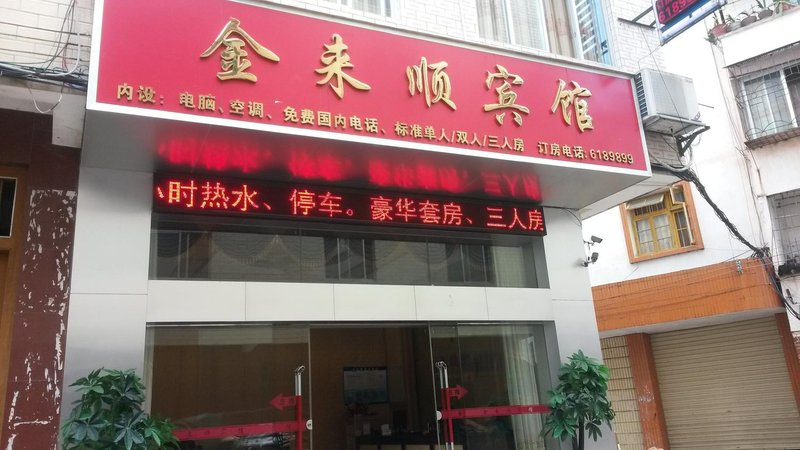 金来顺宾馆
内设：电脑、空调、免费国内电话、标准单人/双人/三人房 订房电话:6189899
小时热水、停车。豪华套房、三人房